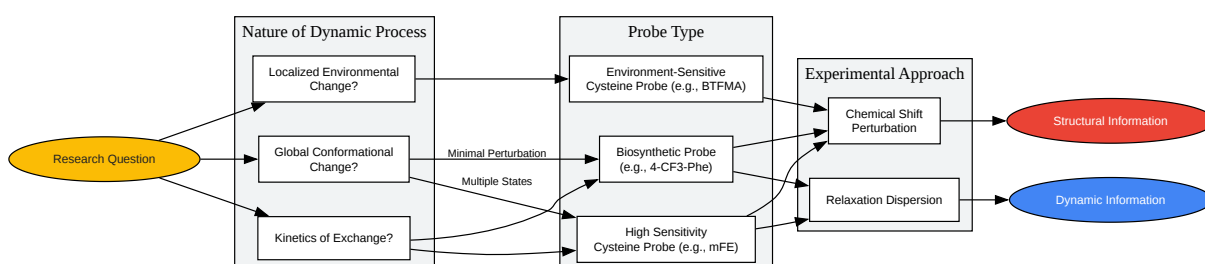 Nature of Dynamic Process
Probe Type
Experimental Approach
Research Question
Localized Environmental
Change?
Global Conformational
Change?
Kinetics of Exchange?
Minimal Perturbation
Multiple States
Environment-Sensitive
Cysteine Probe (e.g., BTFMA)
Biosynthetic Probe
(e.g., 4-CF3-Phe)
High Sensitivity
Cysteine Probe (e.g., mFE)
Chemical Shift
Perturbation
Relaxation Dispersion
Structural Information
Dynamic Information